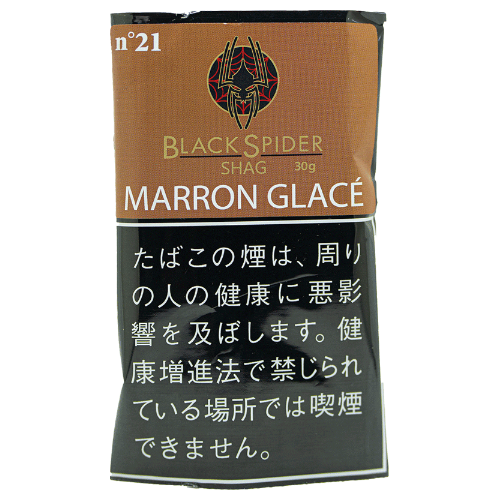 n°21
BLACK SPIDER
SHAG 30g
MARRON GLACÉ
たばこの煙は、周り
の人の健康に悪影
響を及ぼします。健
康増進法で禁じられ
ている場所では喫煙
できません。